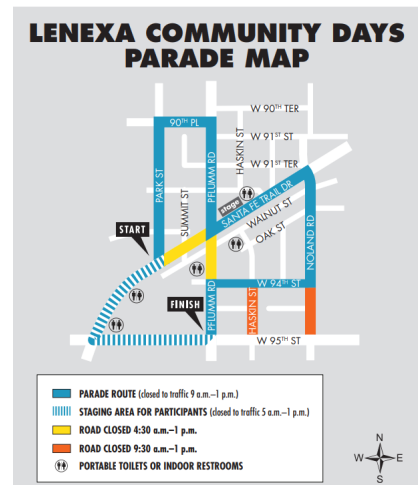 LENEXA COMMUNITY DAYS
PARADE MAP
W 90TH TER
90TH PL
W 91ST ST
HASKIN ST
W 91ST TER
PARK ST
PFLUMM RD
SUMMIT ST
stage
SANTA FE TRAIL DR
WALNUT ST
OAK ST
NOLAND RD
START
W 94TH ST
FINISH
PFLUMM RD
HASKIN ST
W 95TH ST
PARADE ROUTE (closed to traffic 9 a.m.–1 p.m.)
STAGING AREA FOR PARTICIPANTS (closed to traffic 5 a.m.–1 p.m.)
ROAD CLOSED 4:30 a.m.–1 p.m.
ROAD CLOSED 9:30 a.m.–1 p.m.
PORTABLE TOILETS OR INDOOR RESTROOMS
N
W E
S